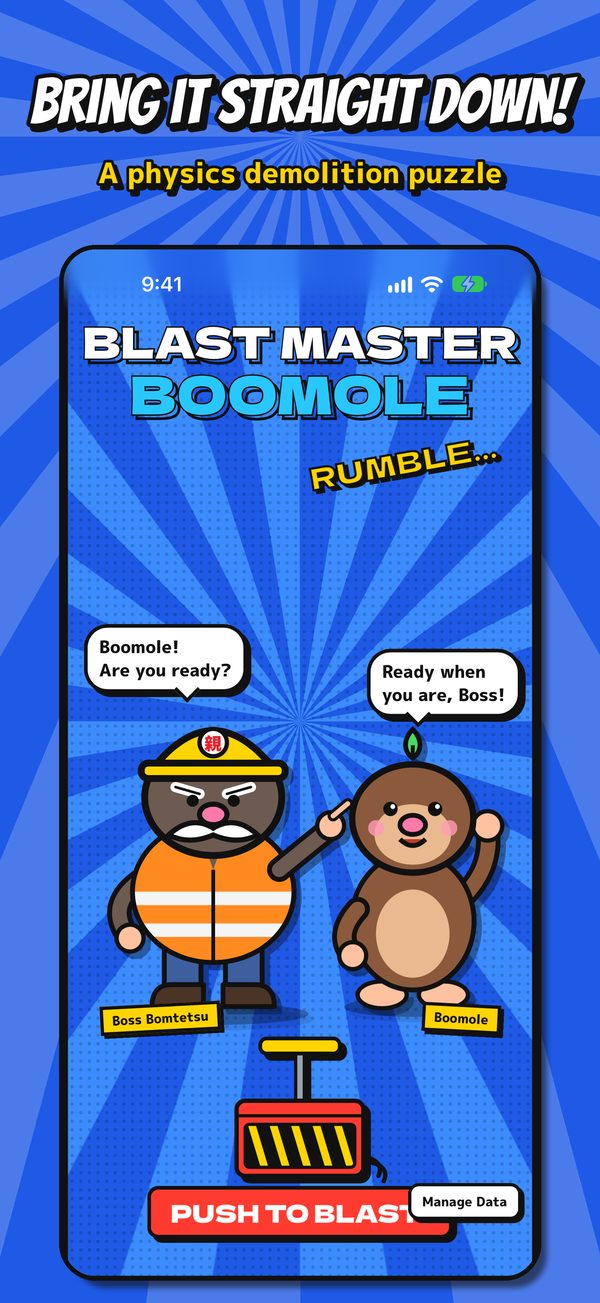 BRING IT STRAIGHT DOWN!
A physics demolition puzzle
9:41
BLAST MASTER
BOOMOLE
RUMBLE...
Boomole!
Are you ready?
Ready when
you are, Boss!
親
Boss Bomtetsu
Boomole
PUSH TO BLAST
Manage Data